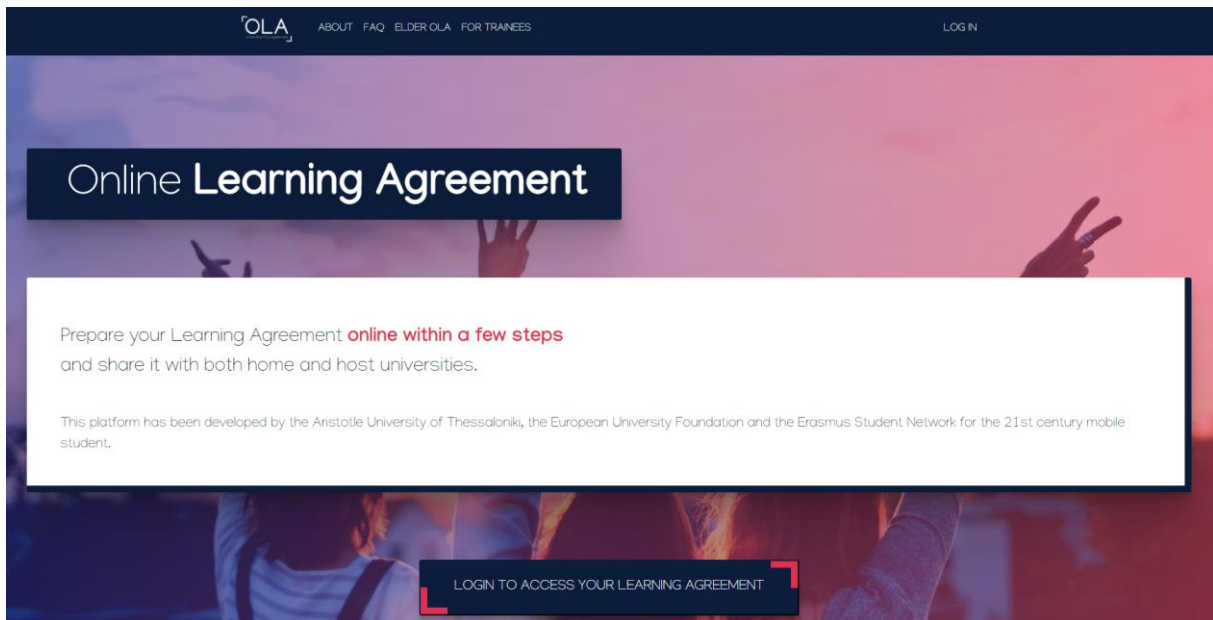 OLA
ABOUT FAQ ELDER OLA FOR TRAINEES
LOG IN
Online Learning Agreement
Prepare your Learning Agreement online within a few steps
and share it with both home and host universities.
This platform has been developed by the Aristotle University of Thessaloniki, the European University Foundation and the Erasmus Student Network for the 21st century mobile
student.
LOGIN TO ACCESS YOUR LEARNING AGREEMENT